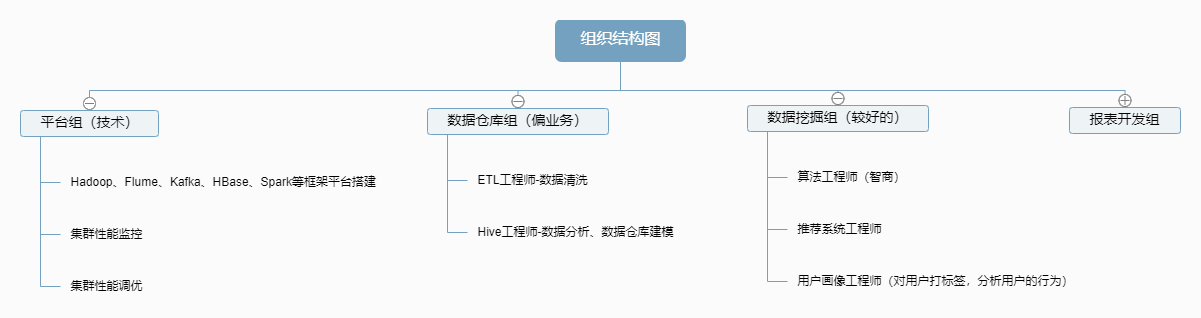 组织结构图
平台组（技术）
Hadoop、Flume、Kafka、HBase、Spark等框架平台搭建
集群性能监控
集群性能调优
数据仓库组（偏业务）
ETL工程师-数据清洗
Hive工程师-数据分析、数据仓库建模
数据挖掘组（较好的）
算法工程师（智商）
推荐系统工程师
用户画像工程师（对用户打标签，分析用户的行为）
报表开发组